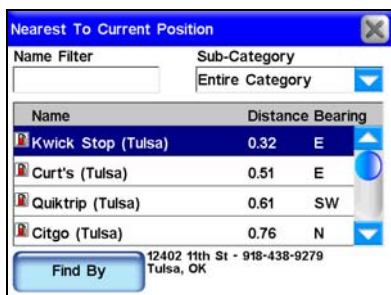 Nearest To Current Position
Name Filter Sub-Category
Entire Category
Name Distance Bearing
Kwick Stop (Tulsa) 0.32 E
Curt's (Tulsa) 0.51 E
Quiktrip (Tulsa) 0.61 SW
Citgo (Tulsa) 0.76 N
Find By
12402 11th St - 918-438-9279
Tulsa, OK